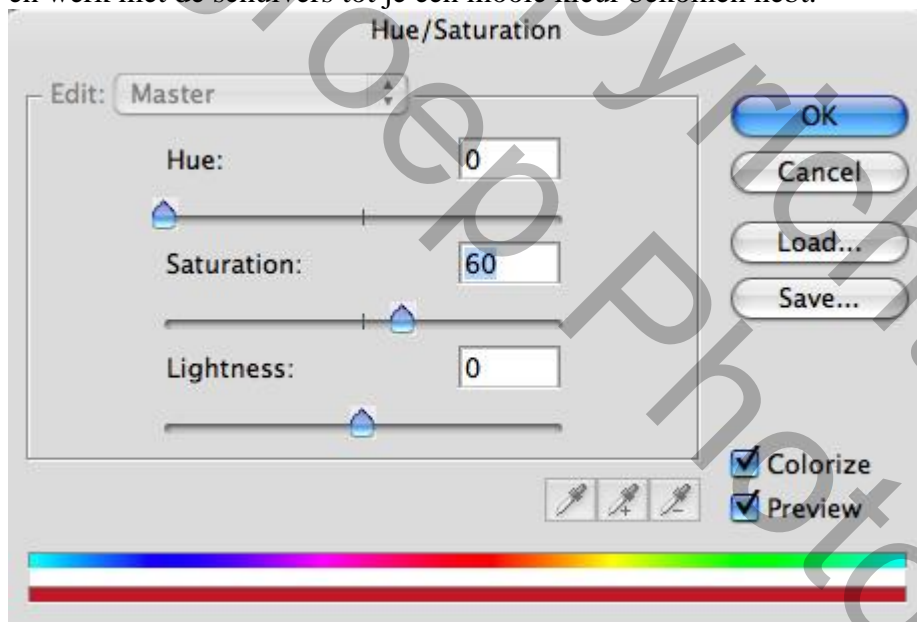 en werk met de schuivers tot je een mooie kleur bekomen hebt.
Hue/Saturation
Edit: Master
OK
Hue: 0
Cancel
Load...
Saturation: 60
Save...
Lightness: 0
Colorize
Preview